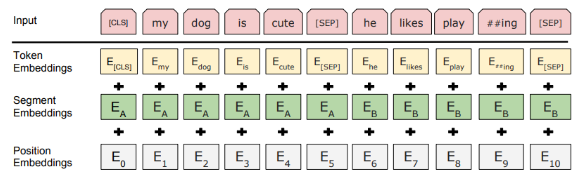 Input [CLS] my dog is cute [SEP] he likes play ##ing [SEP]
Token Embeddings E[CLS] Emy Edog Eis Ecute E[SEP] Ehe Elikes Eplay E##ing E[SEP]
+ + + + + + + + + + +
Segment Embeddings EA EA EA EA EA EA EB EB EB EB EB
+ + + + + + + + + + +
Position Embeddings E0 E1 E2 E3 E4 E5 E6 E7 E8 E9 E10